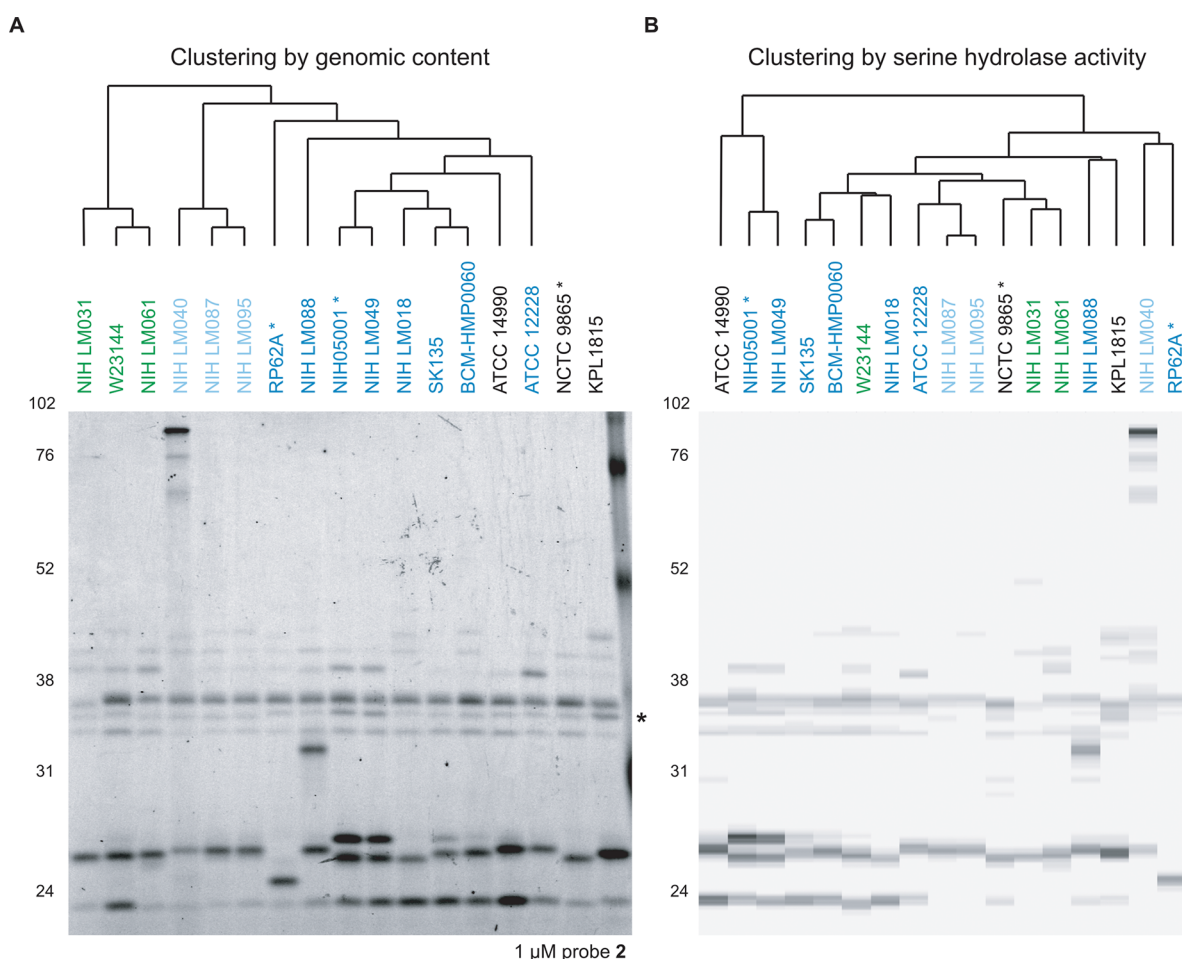 A
Clustering by genomic content
NIH LM031
W23144
NIH LM061
NIH LM040
NIH LM087
NIH LM095
RP62A *
NIH LM088
NIH05001 *
NIH LM049
NIH LM018
SK135
BCM-HMP0060
ATCC 14990
ATCC 12228
NCTC 9865 *
KPL1815
102
76
52
38
31
24
*
1 µM probe 2
B
Clustering by serine hydrolase activity
ATCC 14990
NIH05001 *
NIH LM049
SK135
BCM-HMP0060
W23144
NIH LM018
ATCC 12228
NIH LM087
NIH LM095
NCTC 9865 *
NIH LM031
NIH LM061
NIH LM088
KPL1815
NIH LM040
RP62A *
102
76
52
38
31
24